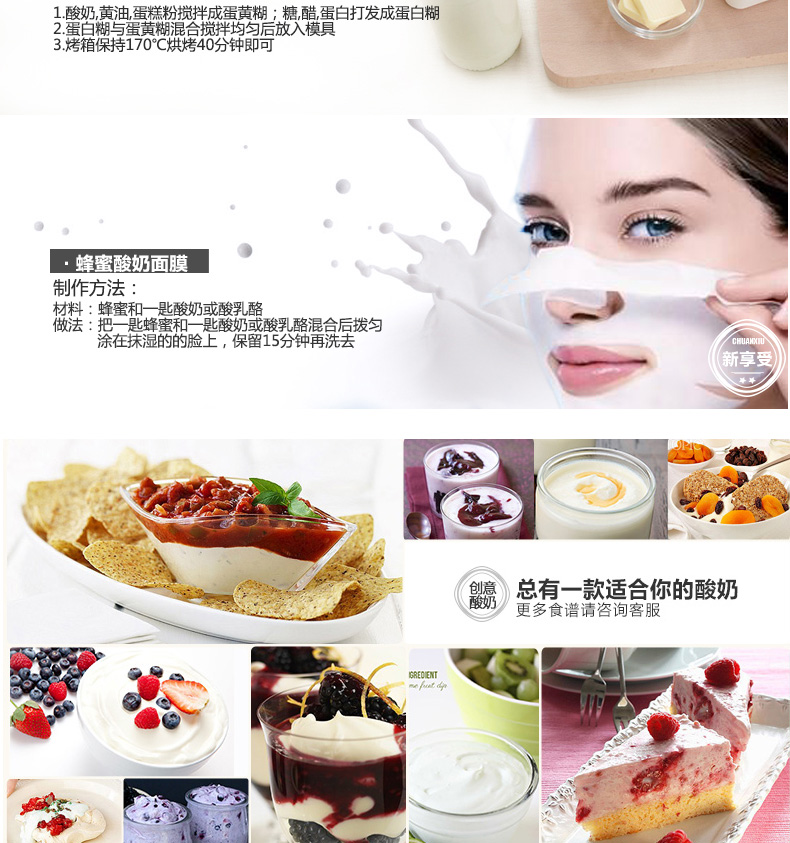 1.酸奶,黄油,蛋糕粉搅拌成蛋黄糊；糖,醋,蛋白打发成蛋白糊
2.蛋白糊与蛋黄糊混合搅拌均匀后放入模具
3.烤箱保持170℃烘烤40分钟即可
·蜂蜜酸奶面膜
制作方法：
材料：蜂蜜和一匙酸奶或酸乳酪
做法：把一匙蜂蜜和一匙酸奶或酸乳酪混合后拨匀
涂在抹湿的的脸上，保留15分钟再洗去
CHUANXIU
新享受
创意
酸奶
总有一款适合你的酸奶
更多食谱请咨询客服
GREDIENT
me fruit dip